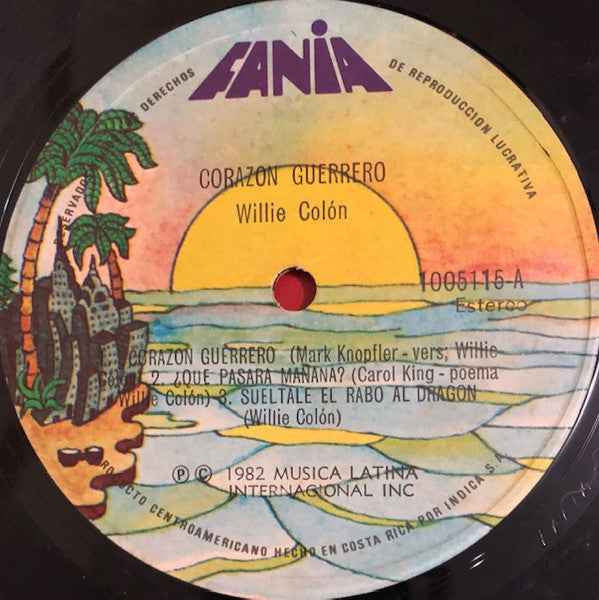 FANIA
DERECHOS RESERVADO
DE REPRODUCCION LUCRATIVA
CORAZON GUERRERO
Willie Colón
1005115-A
Estereo
CORAZON GUERRERO (Mark Knopfler - vers; Willie
Colón) 2. ¿QUE PASARA MAÑANA? (Carol King - poema
Willie Colón) 3. SUELTALE EL RABO AL DRAGON
(Willie Colón)
Ⓟ © 1982 MUSICA LATINA
INTERNACIONAL INC
PRODUCTO CENTROAMERICANO HECHO EN COSTA RICA POR INDICA S.A.